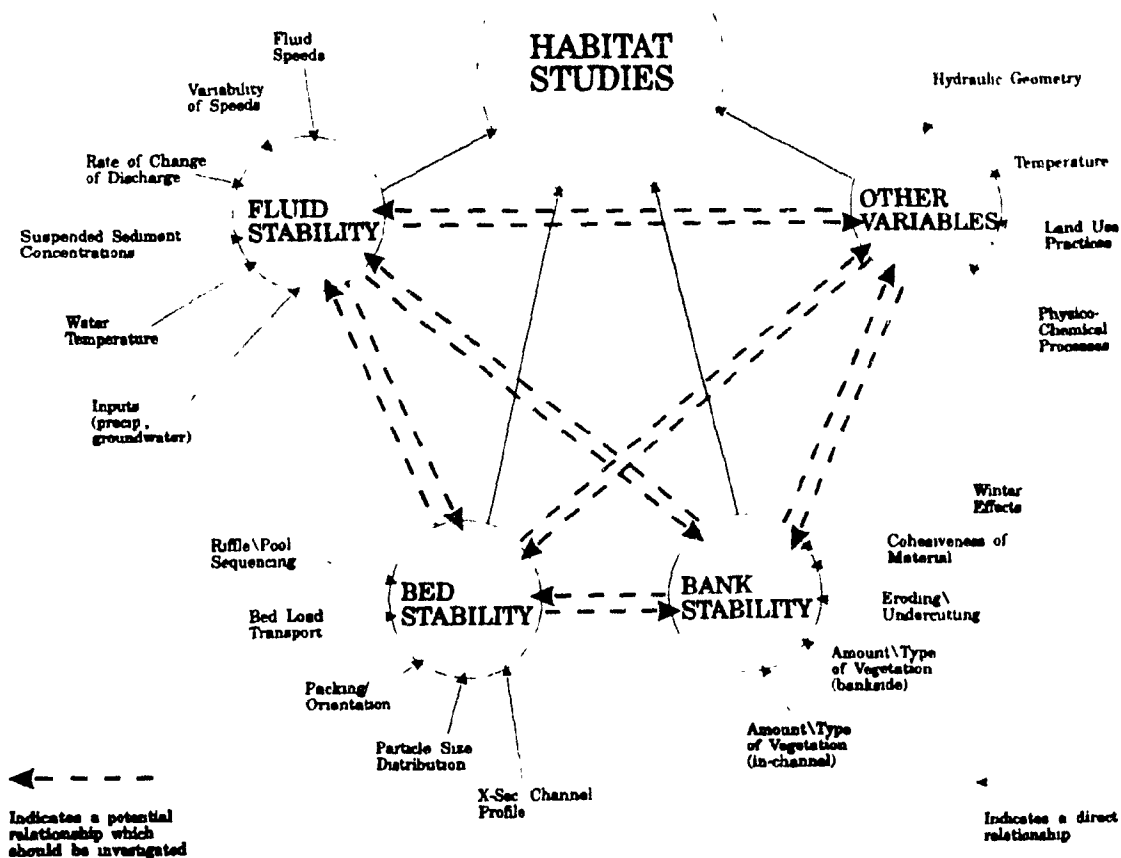 HABITAT
STUDIES
Fluid
Speeds
Variability
of Speeds
Rate of Change
of Discharge
Suspended Sediment
Concentrations
Water
Temperature
Inputs
(precip,
groundwater)
FLUID
STABILITY
Hydraulic Geometry
Temperature
OTHER
VARIABLES
Land Use
Practices
Physico-
Chemical
Processes
Riffle\Pool
Sequencing
Bed Load
Transport
Packing/
Orientation
Particle Size
Distribution
X-Sec Channel
Profile
BED
STABILITY
BANK
STABILITY
Winter
Effects
Cohesiveness of
Material
Eroding\
Undercutting
Amount\Type
of Vegetation
(bankside)
Amount\Type
of Vegetation
(in-channel)
Indicates a potential
relationship which
should be investigated
Indicates a direct
relationship